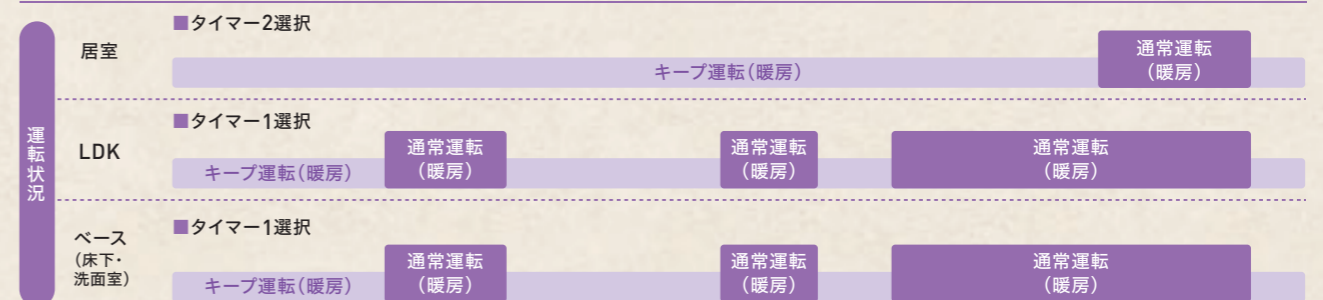 運転状況
居室
■タイマー2選択
キープ運転(暖房)
通常運転
(暖房)
LDK
■タイマー1選択
キープ運転(暖房)
通常運転
(暖房)
通常運転
(暖房)
通常運転
(暖房)
ベース
(床下・
洗面室)
■タイマー1選択
キープ運転(暖房)
通常運転
(暖房)
通常運転
(暖房)
通常運転
(暖房)